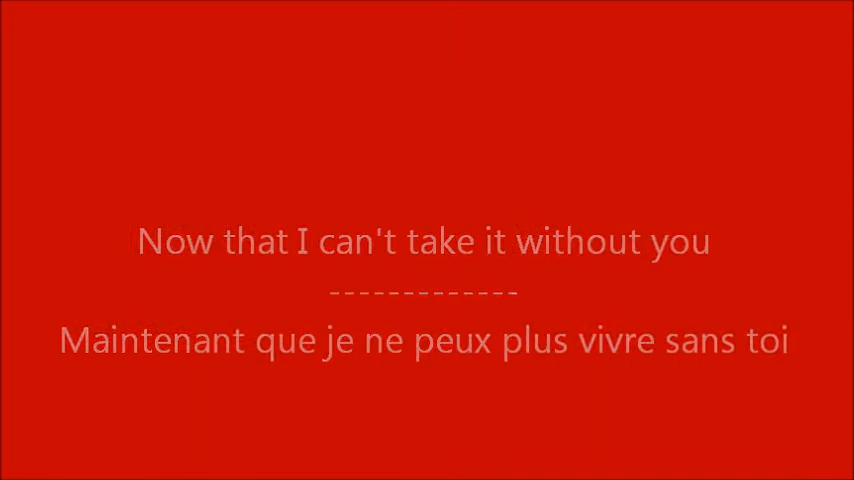 Now that I can't take it without you
-------------
Maintenant que je ne peux plus vivre sans toi